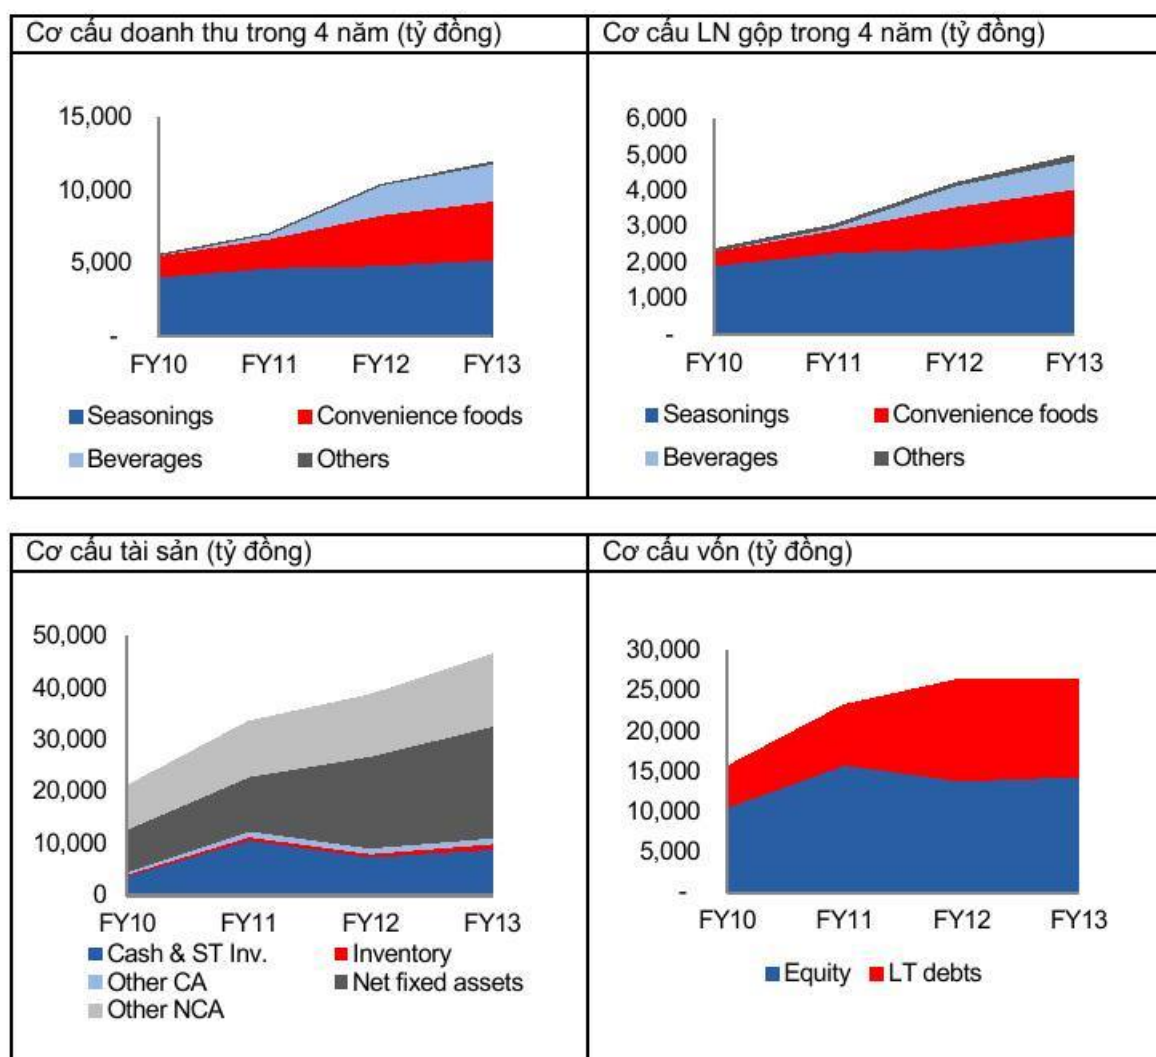 Cơ cấu doanh thu trong 4 năm (tỷ đồng)
15,000
10,000
5,000
-
FY10 FY11 FY12 FY13
Seasonings Convenience foods
Beverages Others
Cơ cấu LN gộp trong 4 năm (tỷ đồng)
6,000
5,000
4,000
3,000
2,000
1,000
-
FY10 FY11 FY12 FY13
Seasonings Convenience foods
Beverages Others
Cơ cấu tài sản (tỷ đồng)
50,000
40,000
30,000
20,000
10,000
0
FY10 FY11 FY12 FY13
Cash & ST Inv. Inventory
Other CA Net fixed assets
Other NCA
Cơ cấu vốn (tỷ đồng)
30,000
25,000
20,000
15,000
10,000
5,000
-
FY10 FY11 FY12 FY13
Equity LT debts